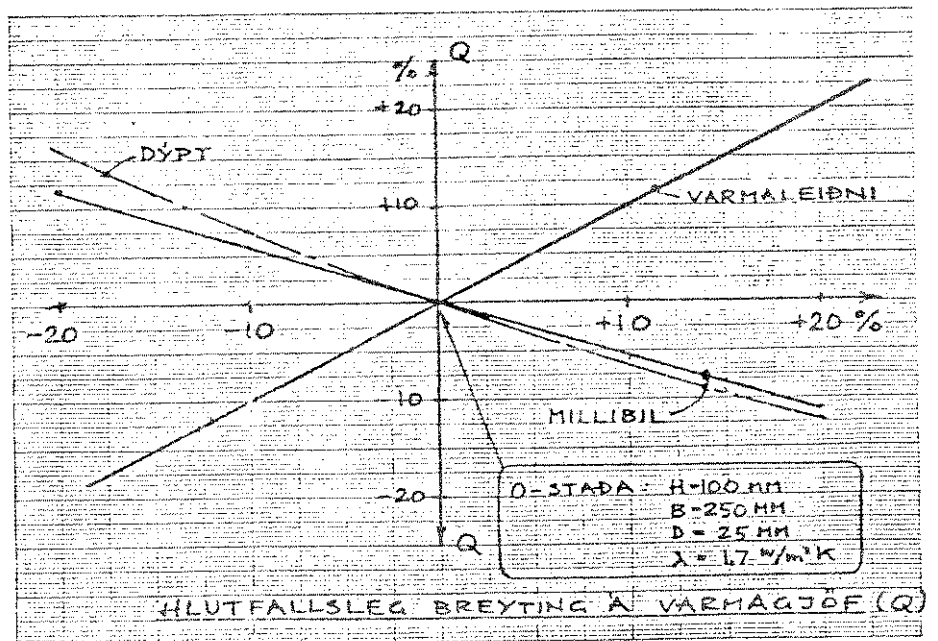 % Q
+20
DÝPT
+10
VARMALEIÐNI
-20 -10 +10 +20 %
-10
MILLIBIL
-20
Q
O-STAÐA: H=100 MM
B=250 MM
D = 25 MM
λ = 1,7 W/m°K
HLUTFALLSLEG BREYTING Á VARMAGJÖF (Q)